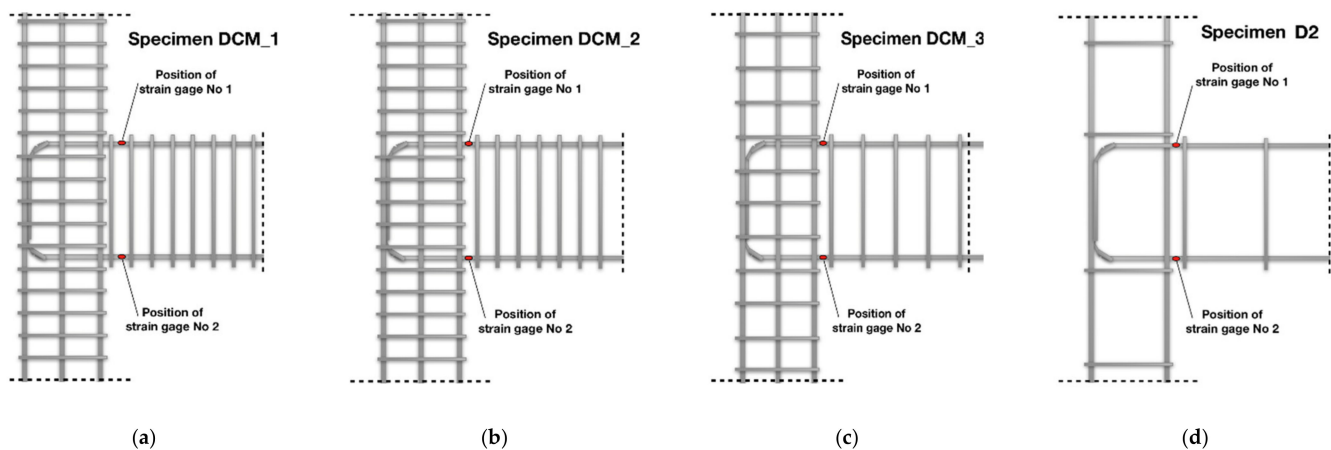 Specimen DCM_1
Position of
strain gage No 1
Position of
strain gage No 2
(a)
Specimen DCM_2
Position of
strain gage No 1
Position of
strain gage No 2
(b)
Specimen DCM_3
Position of
strain gage No 1
Position of
strain gage No 2
(c)
Specimen D2
Position of
strain gage No 1
Position of
strain gage No 2
(d)